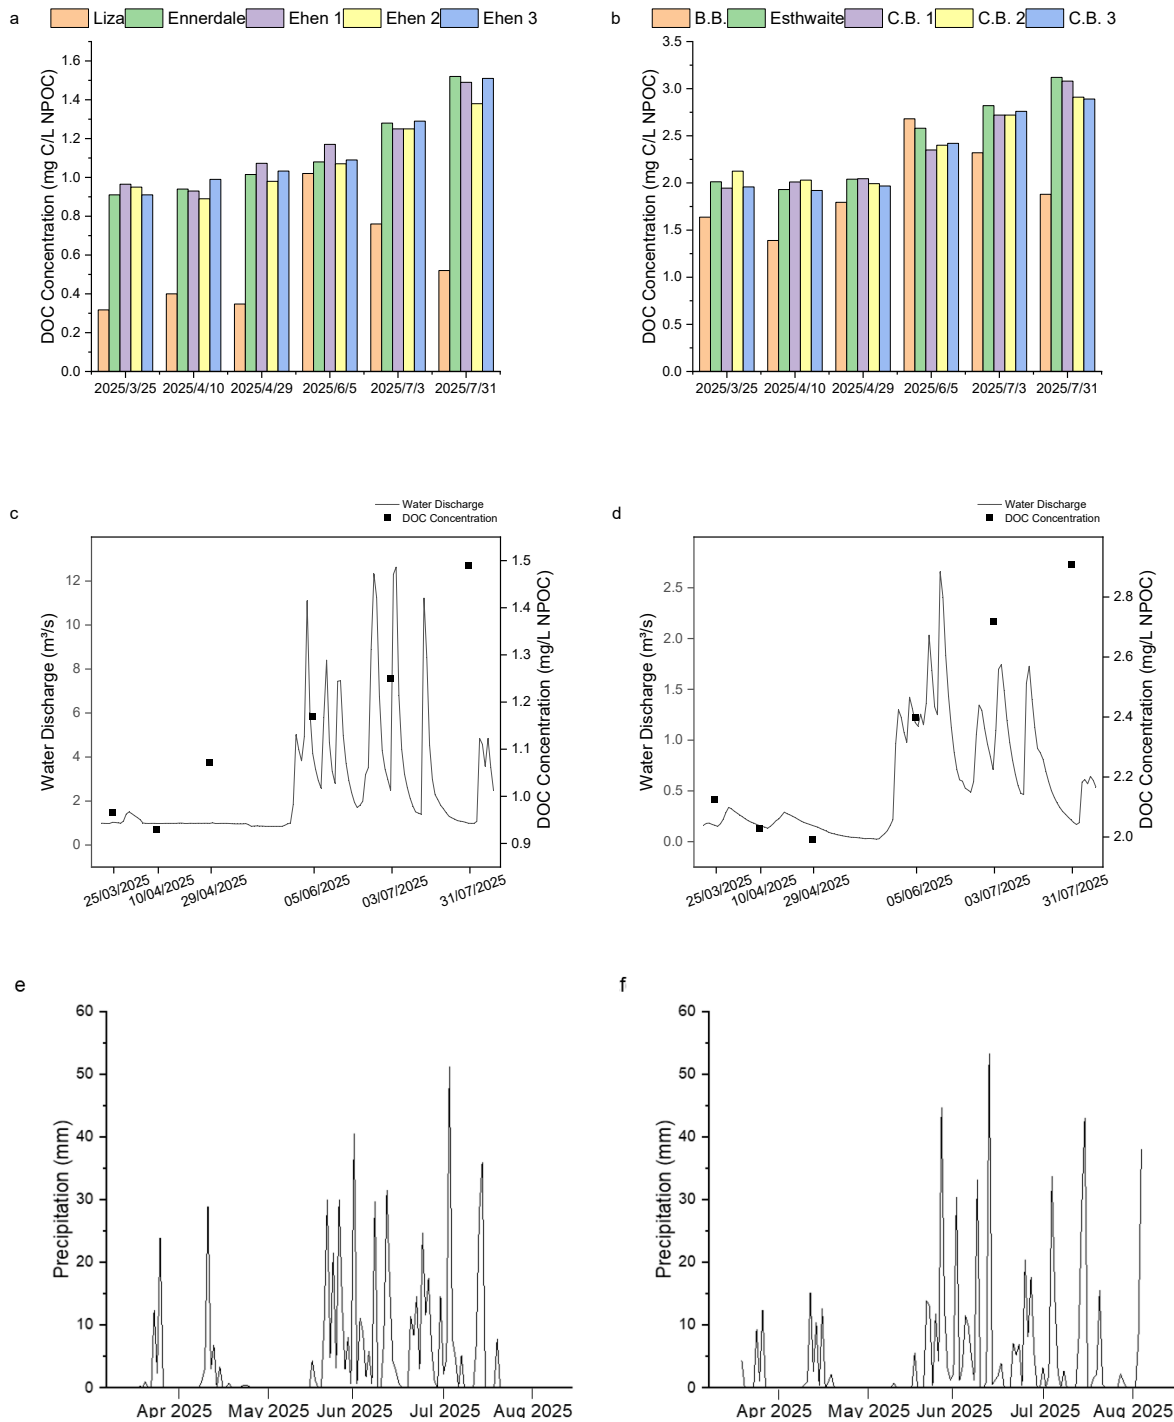 a
Liza Ennerdale Ehen 1 Ehen 2 Ehen 3
DOC Concentration (mg C/L NPOC)
1.6
1.4
1.2
1.0
0.8
0.6
0.4
0.2
0.0
2025/3/25 2025/4/10 2025/4/29 2025/6/5 2025/7/3 2025/7/31
b
B.B. Esthwaite C.B. 1 C.B. 2 C.B. 3
DOC Concentration (mg C/L NPOC)
3.5
3.0
2.5
2.0
1.5
1.0
0.5
0.0
2025/3/25 2025/4/10 2025/4/29 2025/6/5 2025/7/3 2025/7/31
c
Water Discharge
DOC Concentration
Water Discharge (m³/s)
12
10
8
6
4
2
0
1.5
1.4
1.3
1.2
1.1
1.0
0.9
DOC Concentration (mg/L NPOC)
25/03/2025 10/04/2025 29/04/2025 05/06/2025 03/07/2025 31/07/2025
d
Water Discharge
DOC Concentration
Water Discharge (m³/s)
2.5
2.0
1.5
1.0
0.5
0.0
2.8
2.6
2.4
2.2
2.0
DOC Concentration (mg/L NPOC)
25/03/2025 10/04/2025 29/04/2025 05/06/2025 03/07/2025 31/07/2025
e
Precipitation (mm)
60
50
40
30
20
10
0
Apr 2025 May 2025 Jun 2025 Jul 2025 Aug 2025
f
Precipitation (mm)
60
50
40
30
20
10
0
Apr 2025 May 2025 Jun 2025 Jul 2025 Aug 2025